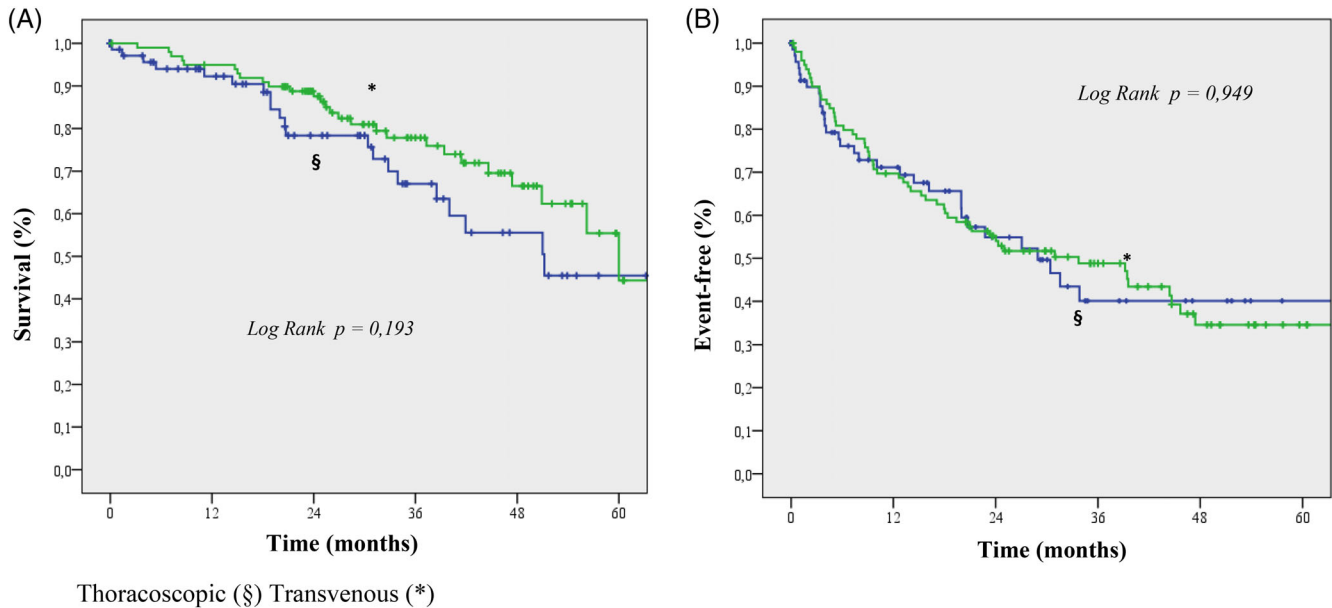 (A)
Survival (%)
1,0
0,9
0,8
0,7
0,6
0,5
0,4
0,3
0,2
0,1
0,0
*
§
Log Rank p = 0,193
0 12 24 36 48 60
Time (months)
(B)
Event-free (%)
1,0
0,9
0,8
0,7
0,6
0,5
0,4
0,3
0,2
0,1
0,0
Log Rank p = 0,949
*
§
0 12 24 36 48 60
Time (months)
Thoracoscopic (§) Transvenous (*)